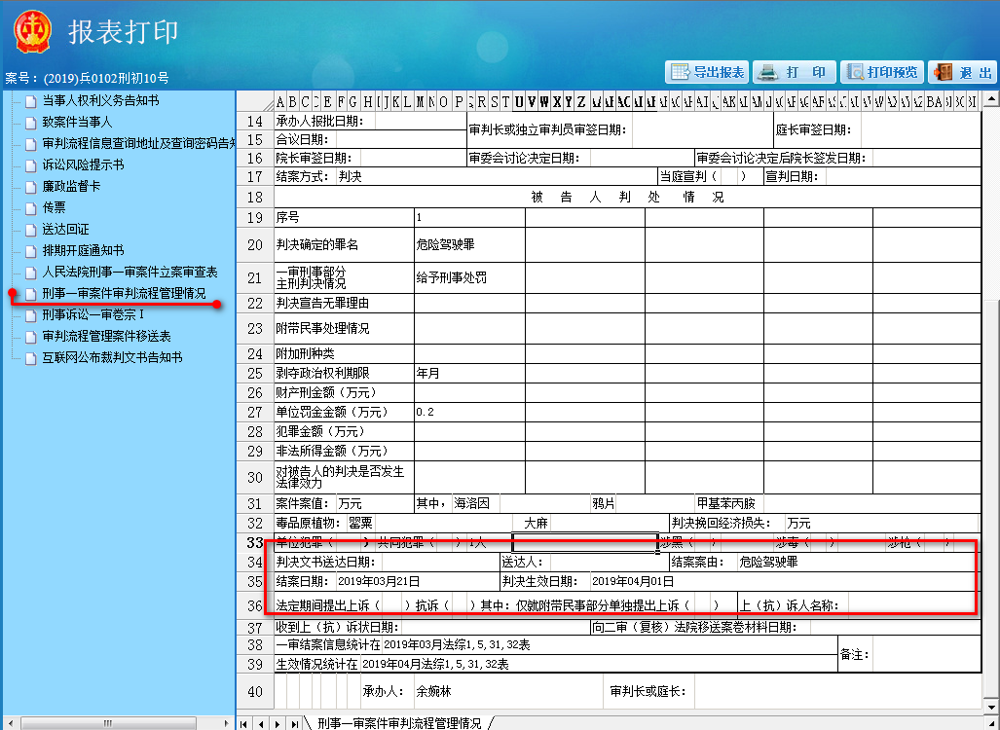 报表打印
案号：(2019)兵0102刑初10号
导出报表 打 印 打印预览 退 出
当事人权利义务告知书
致案件当事人
审判流程信息查询地址及查询密码告知
诉讼风险提示书
廉政监督卡
传票
送达回证
排期开庭通知书
人民法院刑事一审案件立案审查表
刑事一审案件审判流程管理情况
刑事诉讼一审卷宗Ⅰ
审判流程管理案件移送表
互联网公布裁判文书告知书
A B C D E F G H I J K L M N O P Q R S T U V W X Y Z
14 承办人报批日期： 审判长或独立审判员审签日期： 庭长审签日期：
15 合议日期：
16 院长审签日期： 审委会讨论决定日期： 审委会讨论决定后院长签发日期：
17 结案方式： 判决 当庭宣判（ ） 宣判日期：
18 被 告 人 判 处 情 况
19 序号 1
20 判决确定的罪名 危险驾驶罪
21 一审刑事部分
主刑判决情况 给予刑事处罚
22 判决宣告无罪理由
23 附带民事处理情况
24 附加刑种类
25 剥夺政治权利期限 年月
26 财产刑金额（万元）
27 单位罚金金额（万元） 0.2
28 犯罪金额（万元）
29 非法所得金额（万元）
30 对被告人的判决是否发生
法律效力
31 案件案值： 万元 其中， 海洛因 鸦片 甲基苯丙胺
32 毒品原植物： 罂粟 大麻 判决挽回经济损失： 万元
33 单位犯罪（ ） 共同犯罪（ ） 1人 涉黑（ ） 涉毒（ ） 涉枪（ ）
34 判决文书送达日期： 送达人： 结案案由： 危险驾驶罪
35 结案日期： 2019年03月21日 判决生效日期： 2019年04月01日
36 法定期间提出上诉（ ）抗诉（ ）其中：仅就附带民事部分单独提出上诉（ ） 上（抗）诉人名称：
37 收到上（抗）诉状日期： 向二审（复核）法院移送案卷材料日期：
38 一审结案信息统计在 2019年03月法综1,5,31,32表 备注：
39 生效情况统计在 2019年04月法综1,5,31,32表
40 承办人： 余婉林 审判长或庭长：
刑事一审案件审判流程管理情况